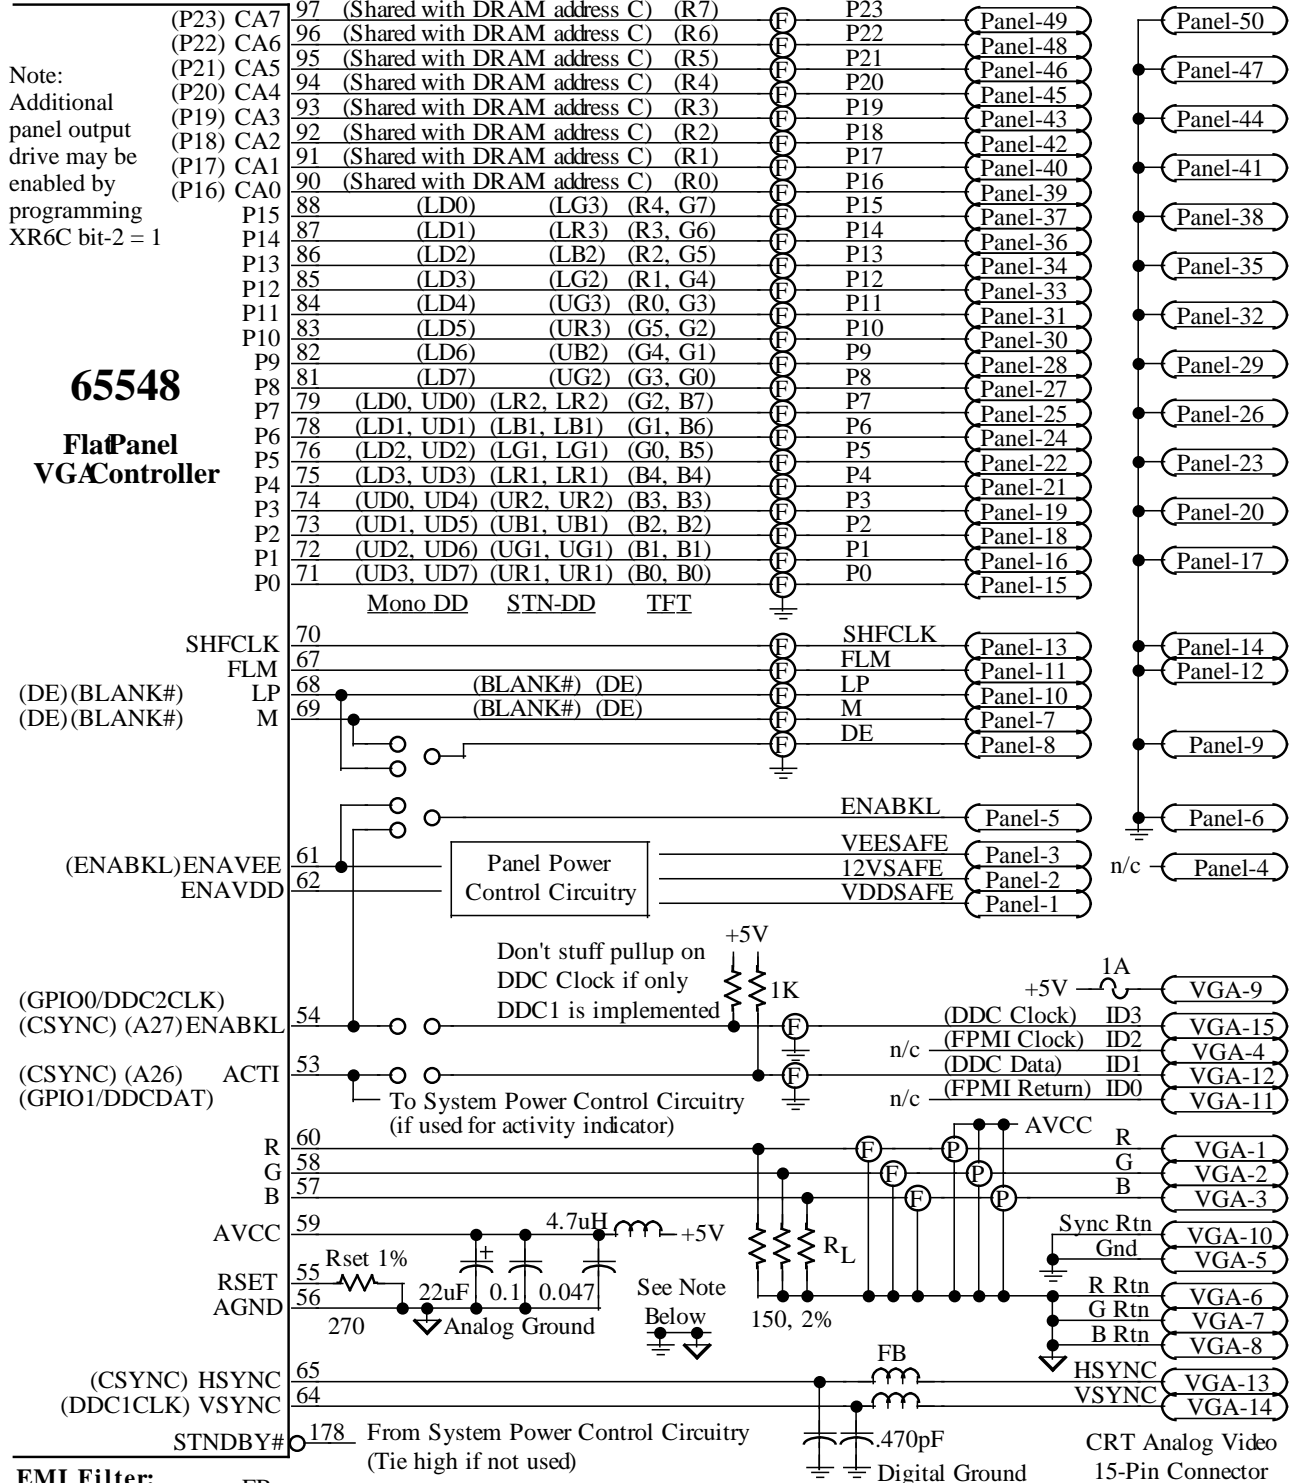 (P23) CA7 97 (Shared with DRAM address C) (R7) F P23 Panel-49 Panel-50
(P22) CA6 96 (Shared with DRAM address C) (R6) F P22 Panel-48
(P21) CA5 95 (Shared with DRAM address C) (R5) F P21 Panel-46 Panel-47
(P20) CA4 94 (Shared with DRAM address C) (R4) F P20 Panel-45
(P19) CA3 93 (Shared with DRAM address C) (R3) F P19 Panel-43 Panel-44
(P18) CA2 92 (Shared with DRAM address C) (R2) F P18 Panel-42
(P17) CA1 91 (Shared with DRAM address C) (R1) F P17 Panel-40 Panel-41
(P16) CA0 90 (Shared with DRAM address C) (R0) F P16 Panel-39
Note:
Additional
panel output
drive may be
enabled by
programming
XR6C bit-2 = 1
P15 88 (LD0) (LG3) (R4, G7) F P15 Panel-37 Panel-38
P14 87 (LD1) (LR3) (R3, G6) F P14 Panel-36
P13 86 (LD2) (LB2) (R2, G5) F P13 Panel-34 Panel-35
P12 85 (LD3) (LG2) (R1, G4) F P12 Panel-33
P11 84 (LD4) (UG3) (R0, G3) F P11 Panel-31 Panel-32
P10 83 (LD5) (UR3) (G5, G2) F P10 Panel-30
P9 82 (LD6) (UB2) (G4, G1) F P9 Panel-28 Panel-29
P8 81 (LD7) (UG2) (G3, G0) F P8 Panel-27
P7 79 (LD0, UD0) (LR2, LR2) (G2, B7) F P7 Panel-25 Panel-26
P6 78 (LD1, UD1) (LB1, LB1) (G1, B6) F P6 Panel-24
P5 76 (LD2, UD2) (LG1, LG1) (G0, B5) F P5 Panel-22 Panel-23
P4 75 (LD3, UD3) (LR1, LR1) (B4, B4) F P4 Panel-21
P3 74 (UD0, UD4) (UR2, UR2) (B3, B3) F P3 Panel-19 Panel-20
P2 73 (UD1, UD5) (UB1, UB1) (B2, B2) F P2 Panel-18
P1 72 (UD2, UD6) (UG1, UG1) (B1, B1) F P1 Panel-16 Panel-17
P0 71 (UD3, UD7) (UR1, UR1) (B0, B0) F P0 Panel-15
65548
Flat Panel
VGA Controller
Mono DD STN-DD TFT
SHFCLK 70 F SHFCLK Panel-13 Panel-14
FLM 67 F FLM Panel-11 Panel-12
(DE)(BLANK#) LP 68 (BLANK#) (DE) F LP Panel-10
(DE)(BLANK#) M 69 (BLANK#) (DE) F M Panel-7
F DE Panel-8 Panel-9
ENABKL Panel-5 Panel-6
(ENABKL)ENAVEE 61
ENAVDD 62
Panel Power
Control Circuitry
VEESAFE Panel-3 n/c Panel-4
12VSAFE Panel-2
VDDSAFE Panel-1
Don't stuff pullup on
DDC Clock if only
DDC1 is implemented
+5V
1K
+5V 1A VGA-9
(GPIO0/DDC2CLK)
(CSYNC) (A27)ENABKL 54 F (DDC Clock) ID3 VGA-15
n/c (FPMI Clock) ID2 VGA-4
(CSYNC) (A26) ACTI 53 F (DDC Data) ID1 VGA-12
(GPIO1/DDCDAT) n/c (FPMI Return) ID0 VGA-11
To System Power Control Circuitry
(if used for activity indicator)
AVCC
R 60 F P R VGA-1
G 58 F P G VGA-2
B 57 F P B VGA-3
AVCC 59 4.7uH +5V
RL
150, 2%
Sync Rtn VGA-10
Gnd VGA-5
Rset 1%
RSET 55
AGND 56
270
22uF 0.1 0.047
Analog Ground
See Note
Below
R Rtn VGA-6
G Rtn VGA-7
B Rtn VGA-8
FB
(CSYNC) HSYNC 65 HSYNC VGA-13
(DDC1CLK) VSYNC 64 VSYNC VGA-14
STNDBY# 178 From System Power Control Circuitry
(Tie high if not used)
.470pF
Digital Ground
CRT Analog Video
15-Pin Connector
EMI Filter:
FB